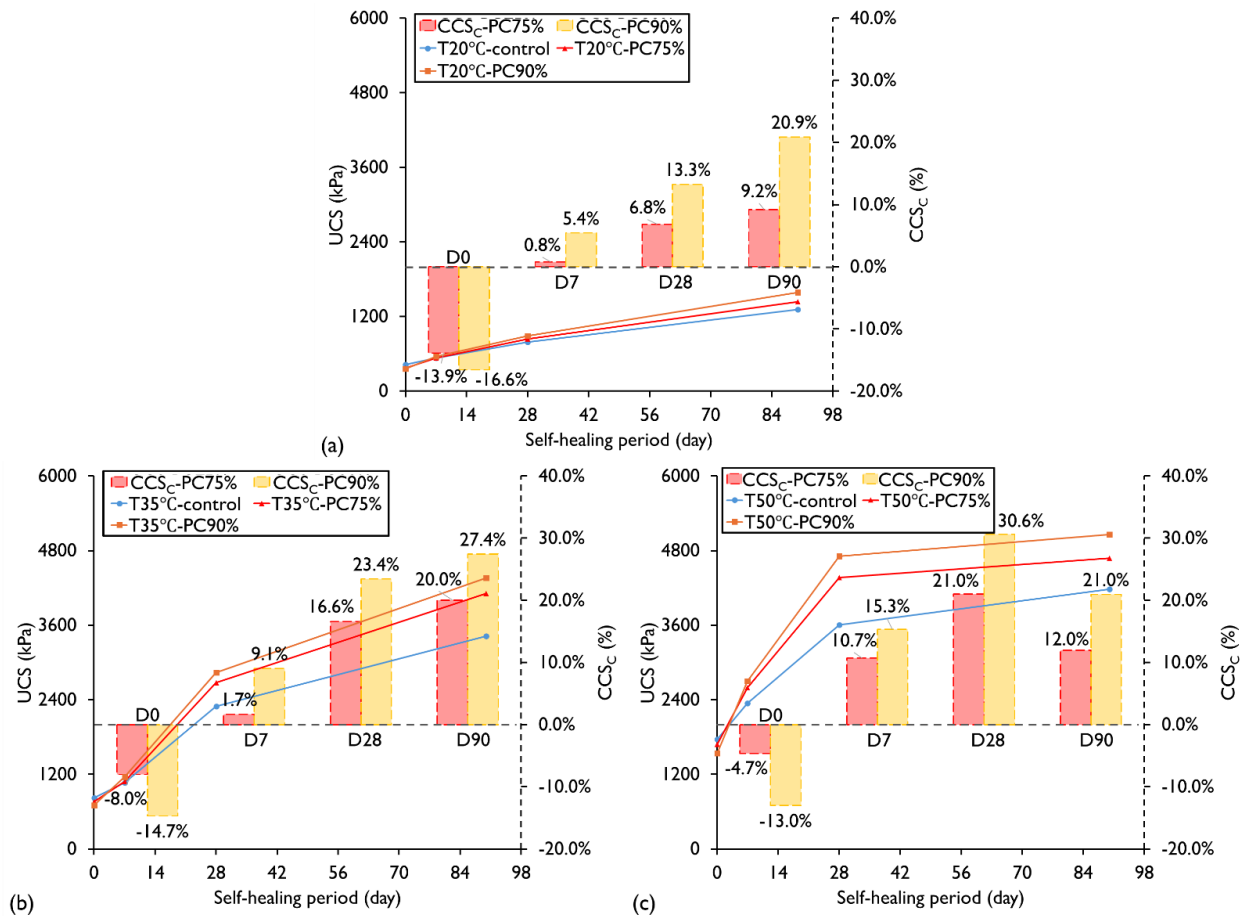 6000
4800
3600
2400
1200
0
UCS (kPa)
40.0%
30.0%
20.0%
10.0%
0.0%
-10.0%
-20.0%
CCSC (%)
CCSC-PC75% CCSC-PC90%
T20℃-control T20℃-PC75%
T20℃-PC90%
20.9%
13.3%
9.2%
6.8%
5.4%
0.8%
D0
D7 D28 D90
-13.9% -16.6%
0 14 28 42 56 70 84 98
Self-healing period (day)
(a)
6000
4800
3600
2400
1200
0
UCS (kPa)
40.0%
30.0%
20.0%
10.0%
0.0%
-10.0%
-20.0%
CCSC (%)
CCSC-PC75% CCSC-PC90%
T35℃-control T35℃-PC75%
T35℃-PC90%
27.4%
23.4%
20.0%
16.6%
9.1%
1.7%
D0
D7 D28 D90
-8.0%
-14.7%
0 14 28 42 56 70 84 98
Self-healing period (day)
(b)
6000
4800
3600
2400
1200
0
UCS (kPa)
40.0%
30.0%
20.0%
10.0%
0.0%
-10.0%
-20.0%
CCSC (%)
CCSC-PC75% CCSC-PC90%
T50℃-control T50℃-PC75%
T50℃-PC90%
30.6%
21.0% 21.0%
15.3%
10.7% 12.0%
D0
D7 D28 D90
-4.7%
-13.0%
0 14 28 42 56 70 84 98
Self-healing period (day)
(c)